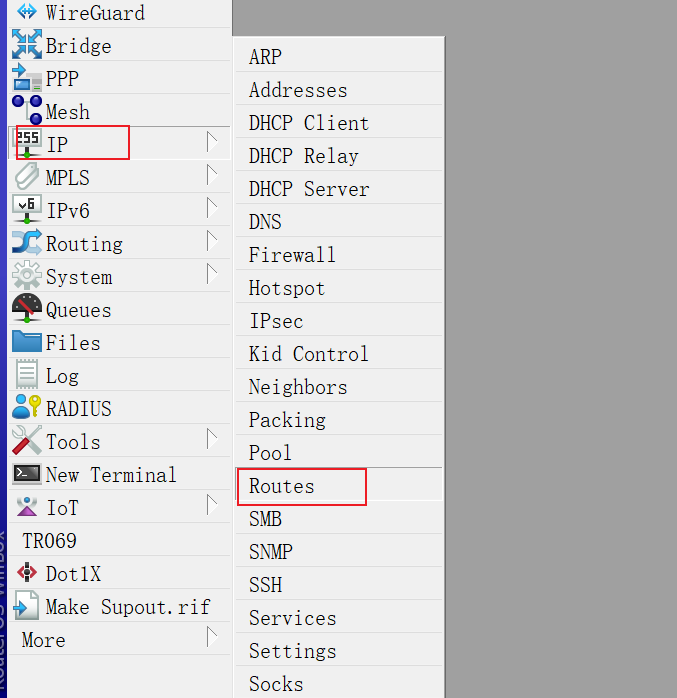 WireGuard
Bridge
PPP
Mesh
255
IP
MPLS
v6
IPv6
Routing
System
Queues
Files
Log
RADIUS
Tools
New Terminal
IoT
TR069
Dot1X
Make Supout.rif
More
ARP
Addresses
DHCP Client
DHCP Relay
DHCP Server
DNS
Firewall
Hotspot
IPsec
Kid Control
Neighbors
Packing
Pool
Routes
SMB
SNMP
SSH
Services
Settings
Socks
RouterOS WinBox